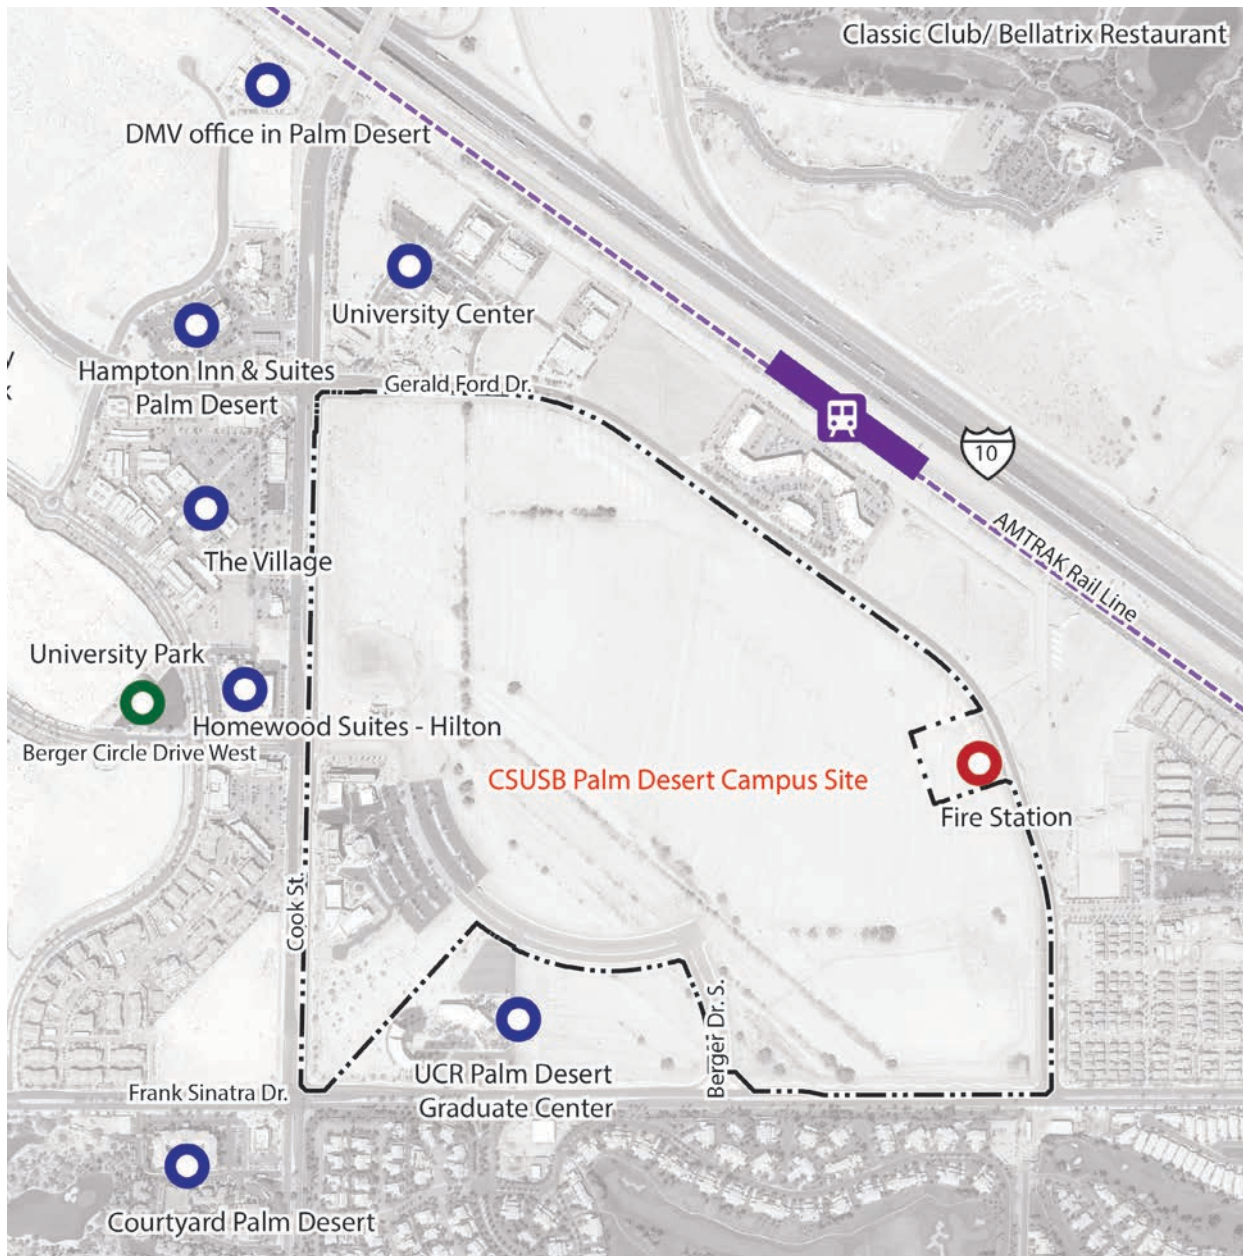 Classic Club/ Bellatrix Restaurant
DMV office in Palm Desert
University Center
Hampton Inn & Suites
Palm Desert
Gerald Ford Dr.
10
AMTRAK Rail Line
The Village
University Park
Homewood Suites - Hilton
Berger Circle Drive West
CSUSB Palm Desert Campus Site
Fire Station
Cook St.
Berger Dr. S.
UCR Palm Desert
Graduate Center
Frank Sinatra Dr.
Courtyard Palm Desert